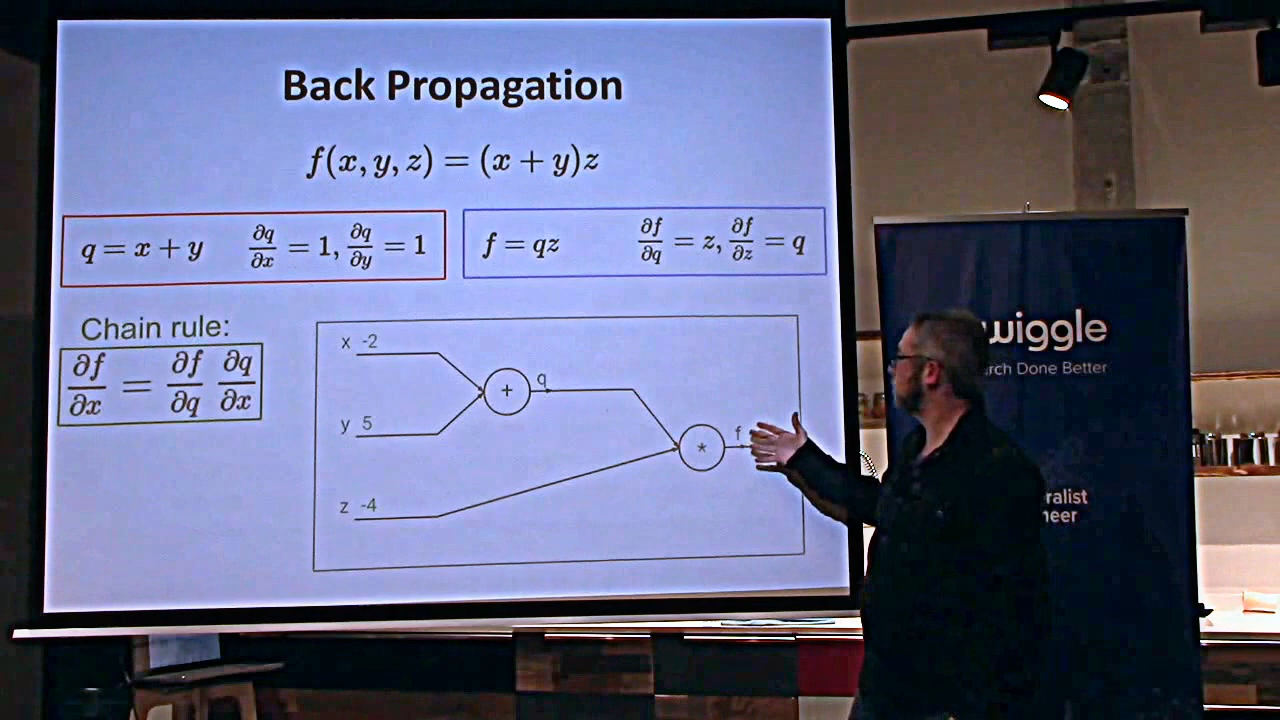 Back Propagation
f(x, y, z) = (x + y)z
q = x + y ∂q/∂x = 1, ∂q/∂y = 1
f = qz ∂f/∂q = z, ∂f/∂z = q
Chain rule:
∂f/∂x = ∂f/∂q ∂q/∂x
x -2
+
q
y 5
*
f
z -4
wiggle
rch Done Better
ralist
neer